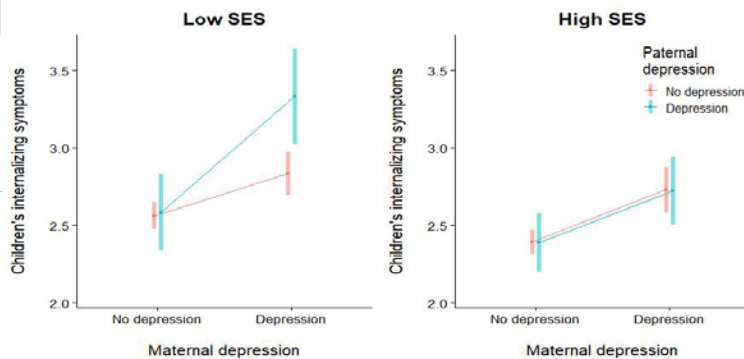 Low SES
Children's internalizing symptoms
3.5
3.0
2.5
2.0
No depression
Depression
Maternal depression
High SES
Children's internalizing symptoms
3.5
3.0
2.5
2.0
No depression
Depression
Maternal depression
Paternal
depression
No depression
Depression